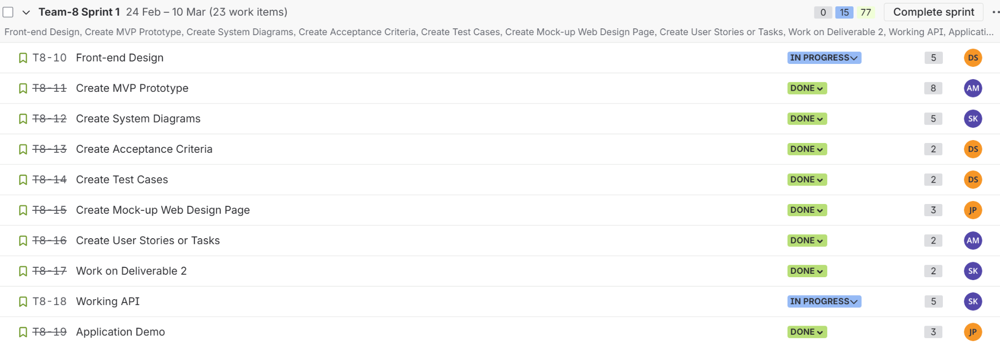 Team-8 Sprint 1 24 Feb – 10 Mar (23 work items) 0 15 77 Complete sprint
Front-end Design, Create MVP Prototype, Create System Diagrams, Create Acceptance Criteria, Create Test Cases, Create Mock-up Web Design Page, Create User Stories or Tasks, Work on Deliverable 2, Working API, Applicati...
T8-10 Front-end Design IN PROGRESS 5 DS
T8-11 Create MVP Prototype DONE 8 AM
T8-12 Create System Diagrams DONE 5 SK
T8-13 Create Acceptance Criteria DONE 2 DS
T8-14 Create Test Cases DONE 2 DS
T8-15 Create Mock-up Web Design Page DONE 3 JP
T8-16 Create User Stories or Tasks DONE 2 AM
T8-17 Work on Deliverable 2 DONE 2 SK
T8-18 Working API IN PROGRESS 5 SK
T8-19 Application Demo DONE 3 JP